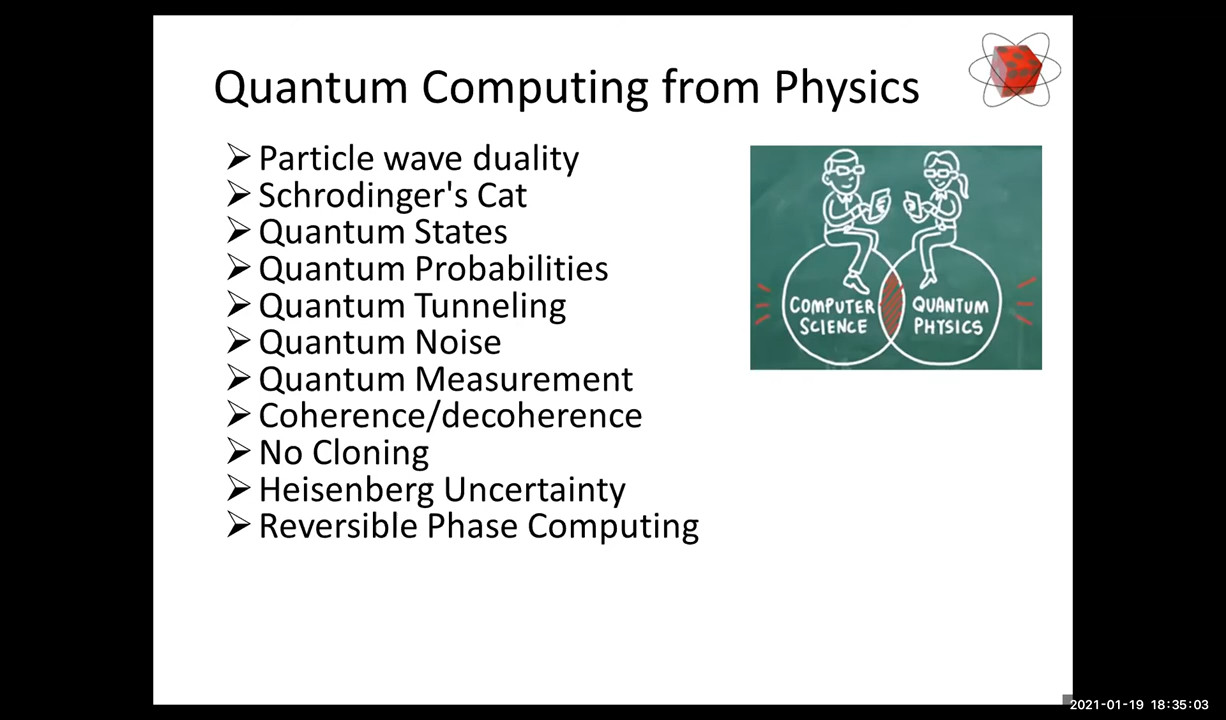 Quantum Computing from Physics
Particle wave duality
Schrodinger's Cat
Quantum States
Quantum Probabilities
Quantum Tunneling
Quantum Noise
Quantum Measurement
Coherence/decoherence
No Cloning
Heisenberg Uncertainty
Reversible Phase Computing
COMPUTER
SCIENCE
QUANTUM
PHYSICS
2021-01-19 18:35:03